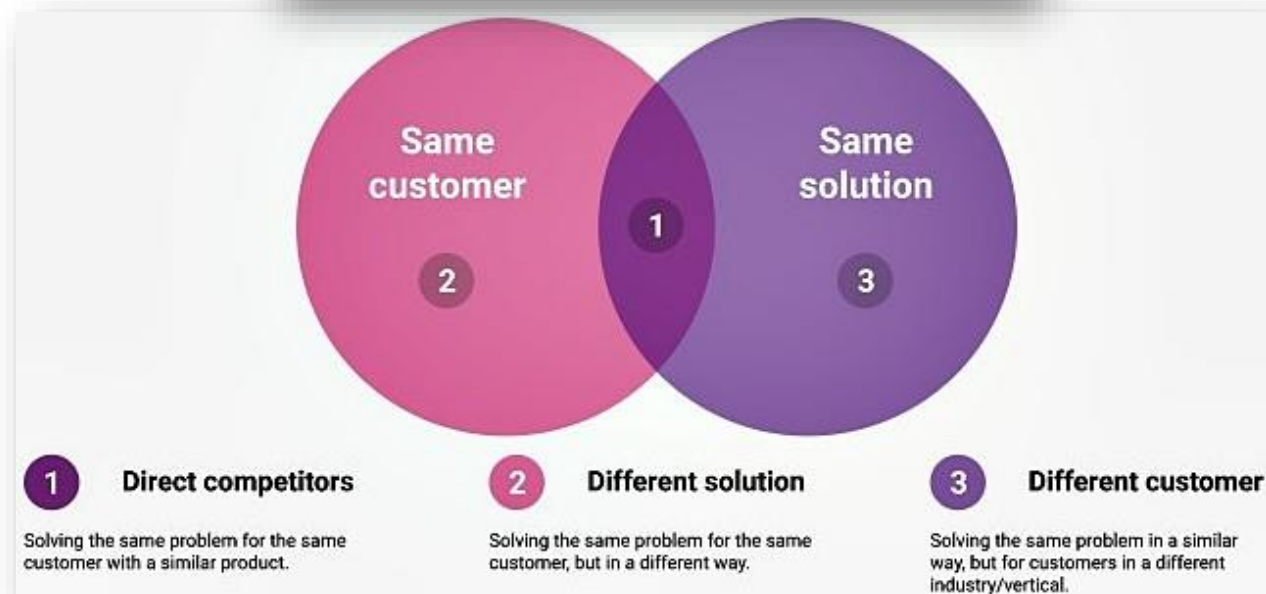 Same
customer
Same
solution
1
2
3
1 Direct competitors
Solving the same problem for the same
customer with a similar product.
2 Different solution
Solving the same problem for the same
customer, but in a different way.
3 Different customer
Solving the same problem in a similar
way, but for customers in a different
industry/vertical.